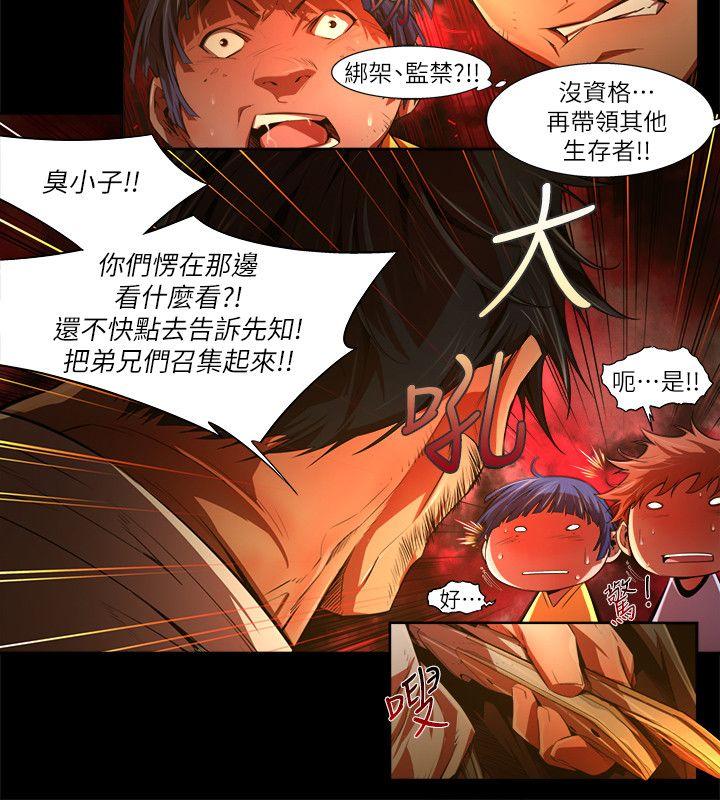 綁架、監禁?!!
沒資格…
再帶領其他
生存者!!
臭小子!!
你們愣在那邊
看什麼看?!
還不快點去告訴先知!
把弟兄們召集起來!!
大
吼
呃…是!!
好…
驚!
嗖